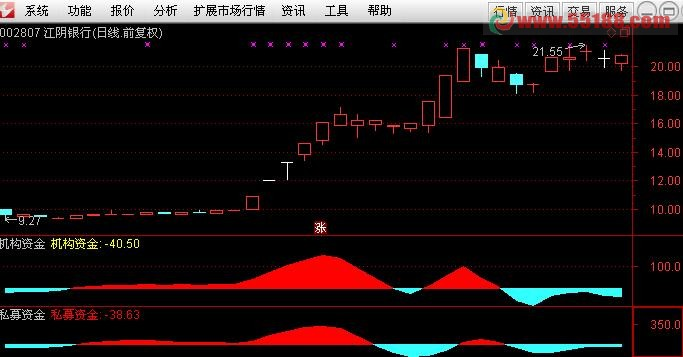 系统 功能 报价 分析 扩展市场行情 资讯 工具 帮助 行情 资讯 交易 服务
www.55188.com
002807 江阴银行(日线.前复权)
21.55
20.00
18.00
16.00
14.00
12.00
10.00
9.27
涨
机构资金 机构资金:-40.50
100.0
私募资金 私募资金:-38.63
350.0